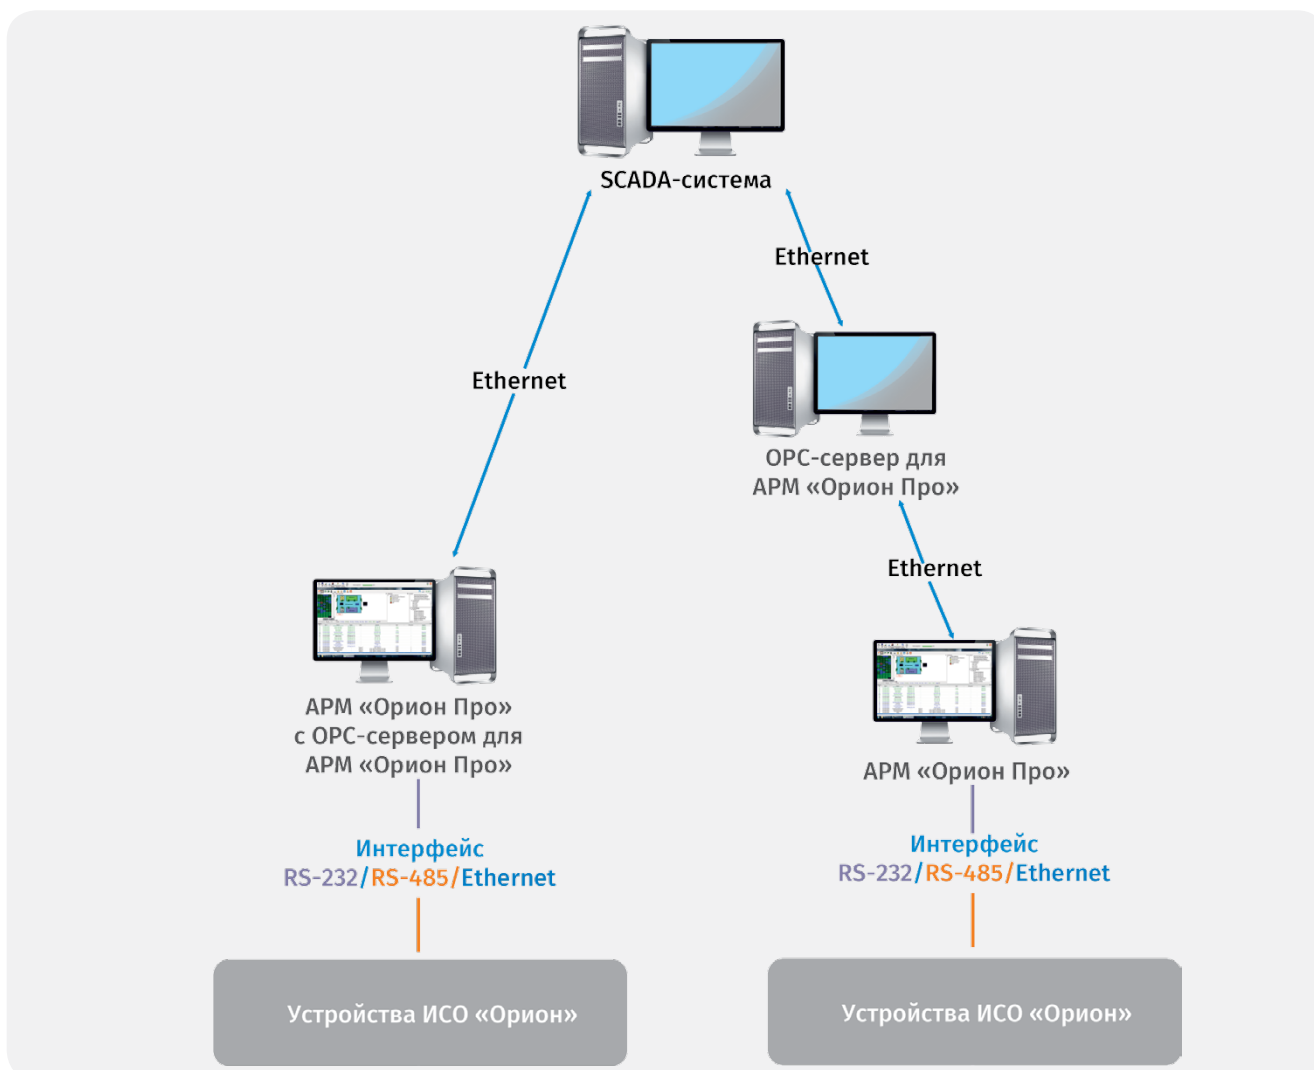 SCADA-система
Ethernet
Ethernet
ОРС-сервер для
АРМ «Орион Про»
Ethernet
АРМ «Орион Про»
с ОРС-сервером для
АРМ «Орион Про»
АРМ «Орион Про»
Интерфейс
RS-232/RS-485/Ethernet
Интерфейс
RS-232/RS-485/Ethernet
Устройства ИСО «Орион»
Устройства ИСО «Орион»